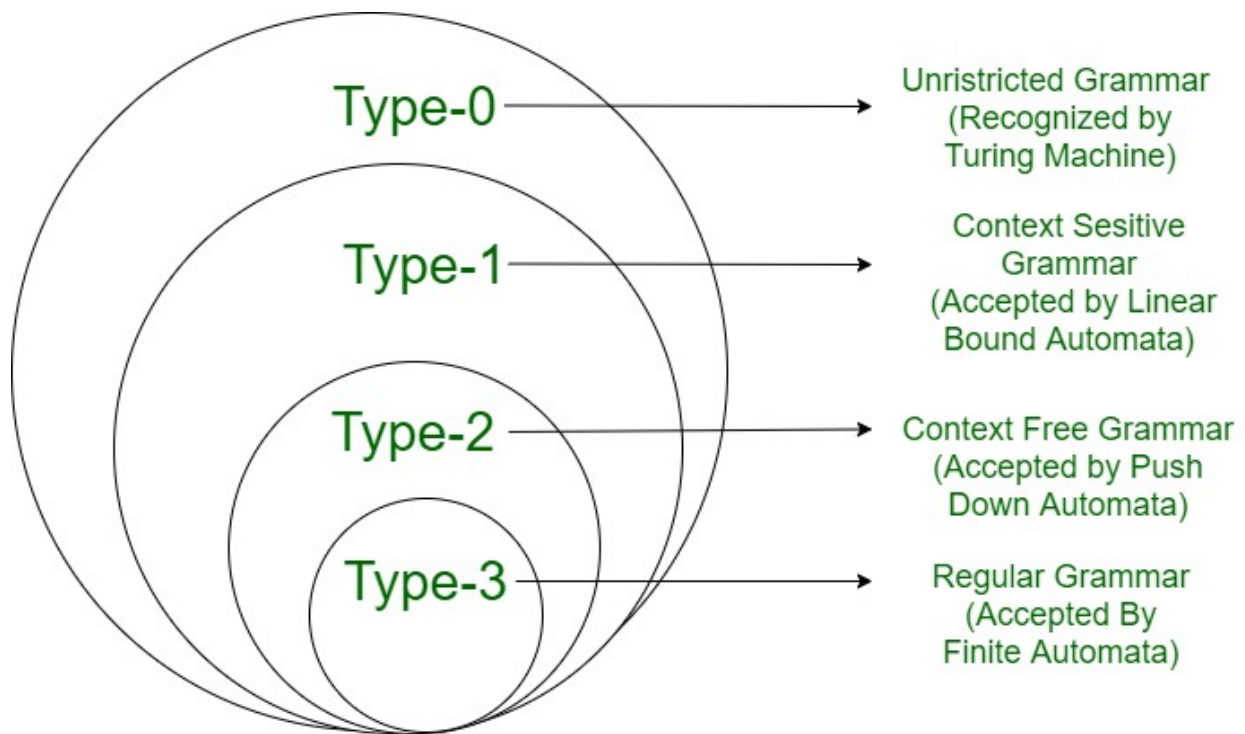 Type-0
Unristricted Grammar
(Recognized by
Turing Machine)
Type-1
Context Sesitive
Grammar
(Accepted by Linear
Bound Automata)
Type-2
Context Free Grammar
(Accepted by Push
Down Automata)
Type-3
Regular Grammar
(Accepted By
Finite Automata)